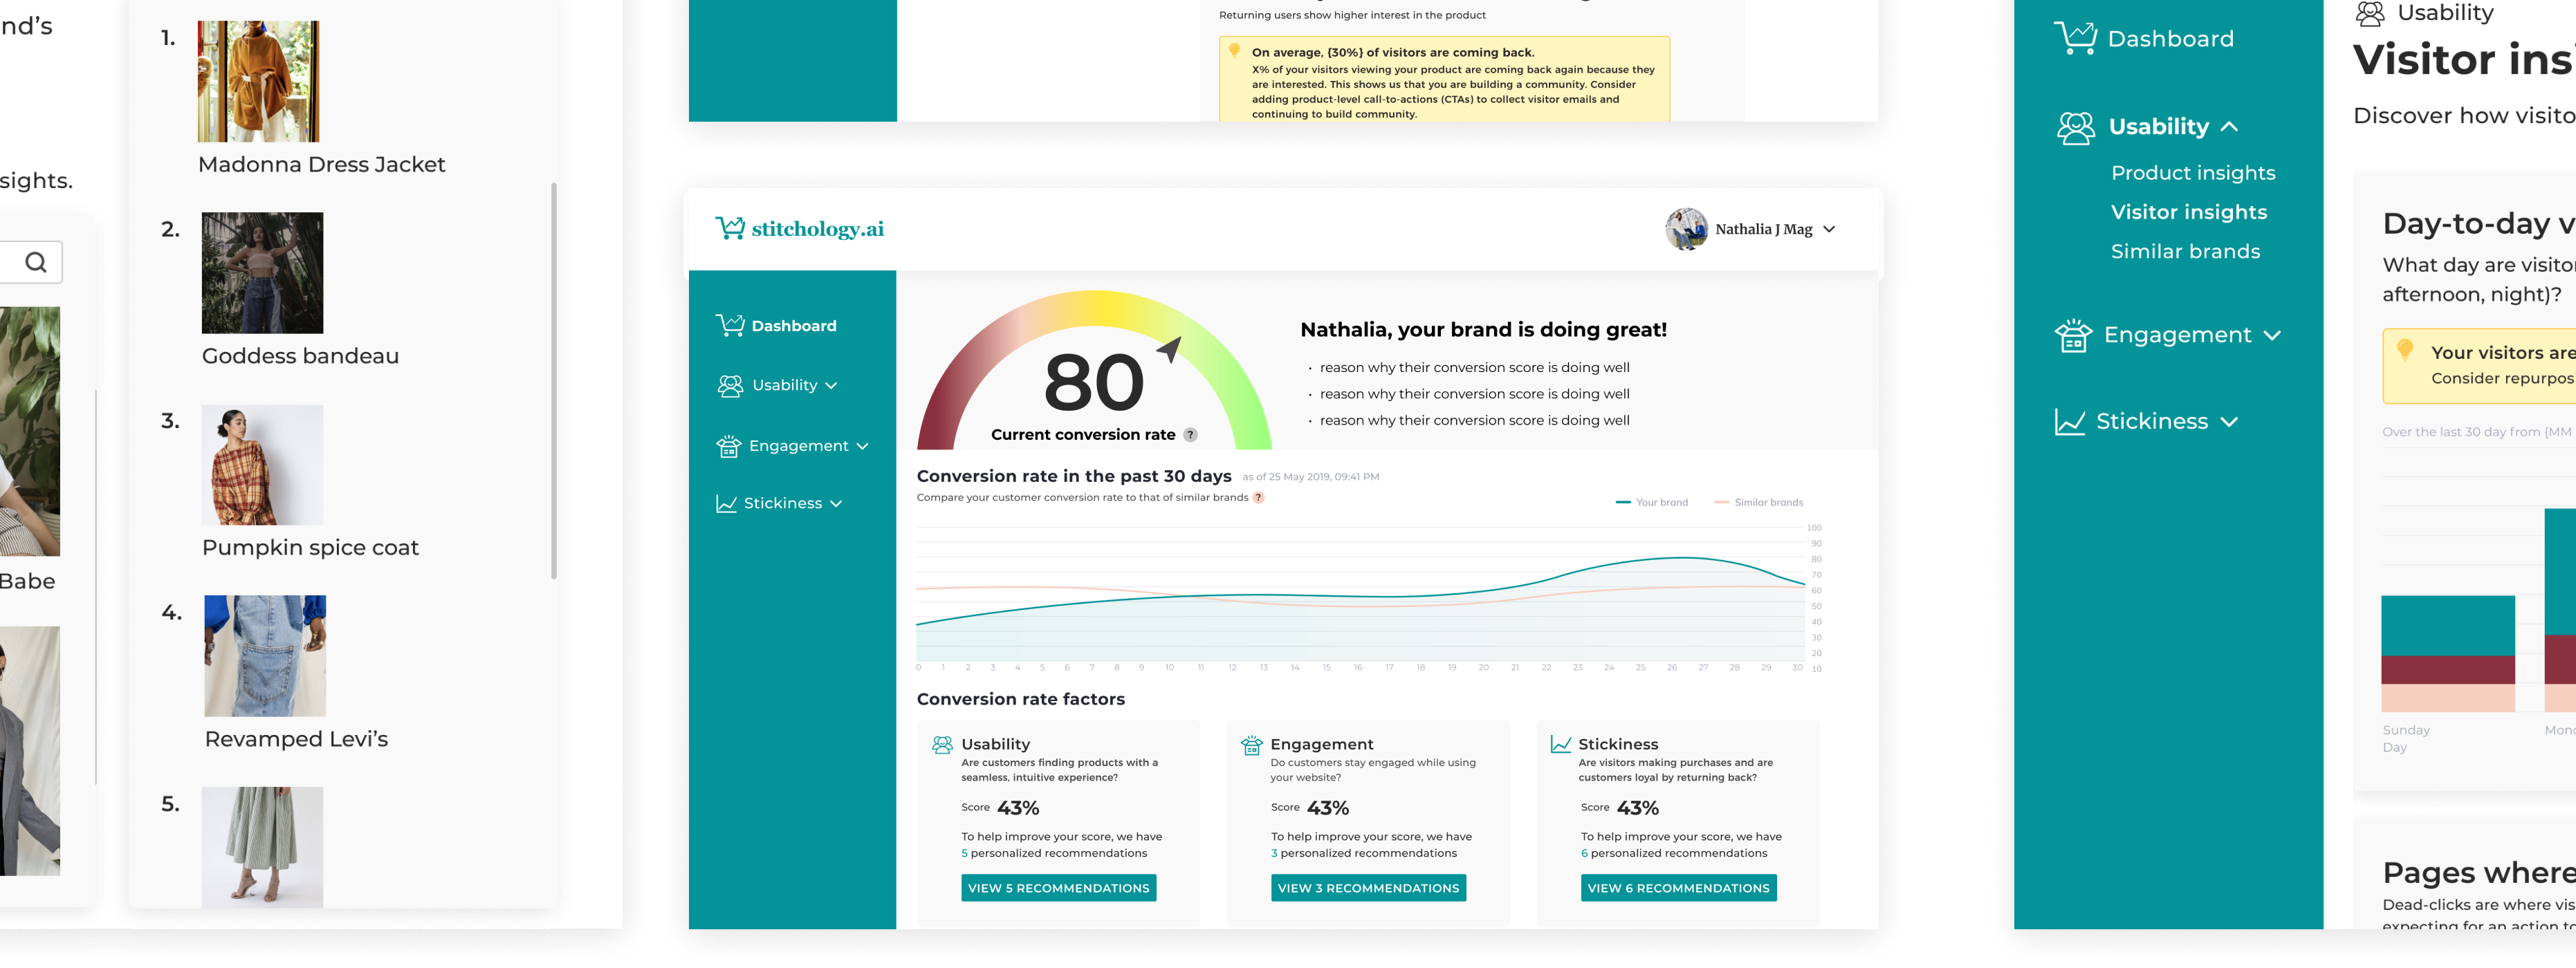 nd's
sights.
Babe
1.
Madonna Dress Jacket
2.
Goddess bandeau
3.
Pumpkin spice coat
4.
Revamped Levi's
5.
Returning users show higher interest in the product
On average, {30%} of visitors are coming back.
X% of your visitors viewing your product are coming back again because they
are interested. This shows us that you are building a community. Consider
adding product-level call-to-actions (CTAs) to collect visitor emails and
continuing to build community.
stitchology.ai
Nathalia J Mag
Dashboard
Usability
Engagement
Stickiness
80
Current conversion rate ?
Nathalia, your brand is doing great!
· reason why their conversion score is doing well
· reason why their conversion score is doing well
· reason why their conversion score is doing well
Conversion rate in the past 30 days as of 25 May 2019, 09:41 PM
Compare your customer conversion rate to that of similar brands ?
Your brand Similar brands
100
90
80
70
60
50
40
30
20
10
0 1 2 3 4 5 6 7 8 9 10 11 12 13 14 15 16 17 18 19 20 21 22 23 24 25 26 27 28 29 30
Conversion rate factors
Usability
Are customers finding products with a
seamless, intuitive experience?
Score 43%
To help improve your score, we have
5 personalized recommendations
VIEW 5 RECOMMENDATIONS
Engagement
Do customers stay engaged while using
your website?
Score 43%
To help improve your score, we have
3 personalized recommendations
VIEW 3 RECOMMENDATIONS
Stickiness
Are visitors making purchases and are
customers loyal by returning back?
Score 43%
To help improve your score, we have
6 personalized recommendations
VIEW 6 RECOMMENDATIONS
Dashboard
Usability
Product insights
Visitor insights
Similar brands
Engagement
Stickiness
Usability
Visitor ins
Discover how visito
Day-to-day v
What day are visitor
afternoon, night)?
Your visitors are
Consider repurpos
Over the last 30 day from {MM
Sunday
Day
Mond
Pages where
Dead-clicks are where vis
expecting for an action to